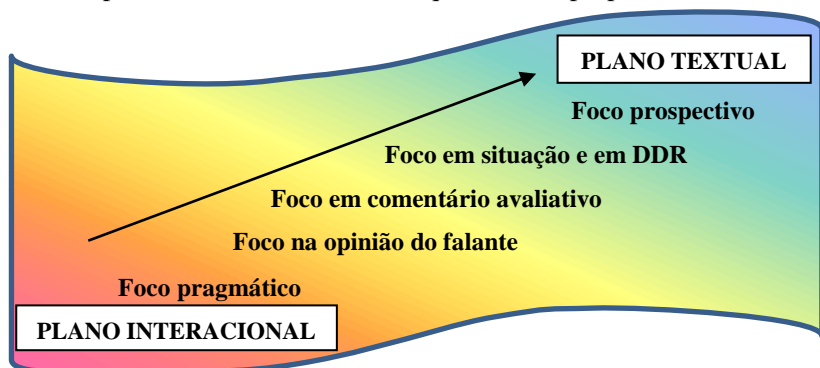 PLANO TEXTUAL
Foco prospectivo
Foco em situação e em DDR
Foco em comentário avaliativo
Foco na opinião do falante
Foco pragmático
PLANO INTERACIONAL